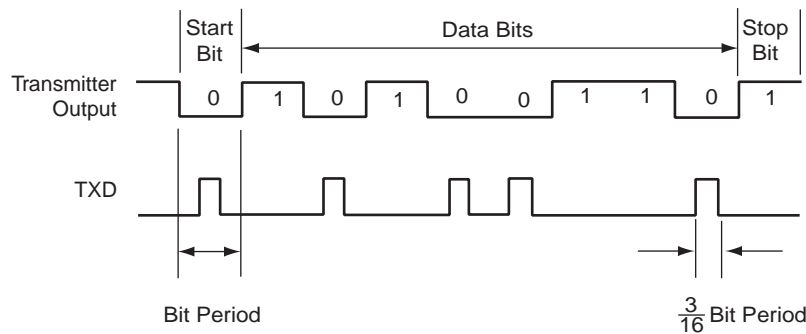 Start Bit
Data Bits
Stop Bit
Transmitter Output
0 1 0 1 0 0 1 1 0 1
TXD
Bit Period
3/16 Bit Period